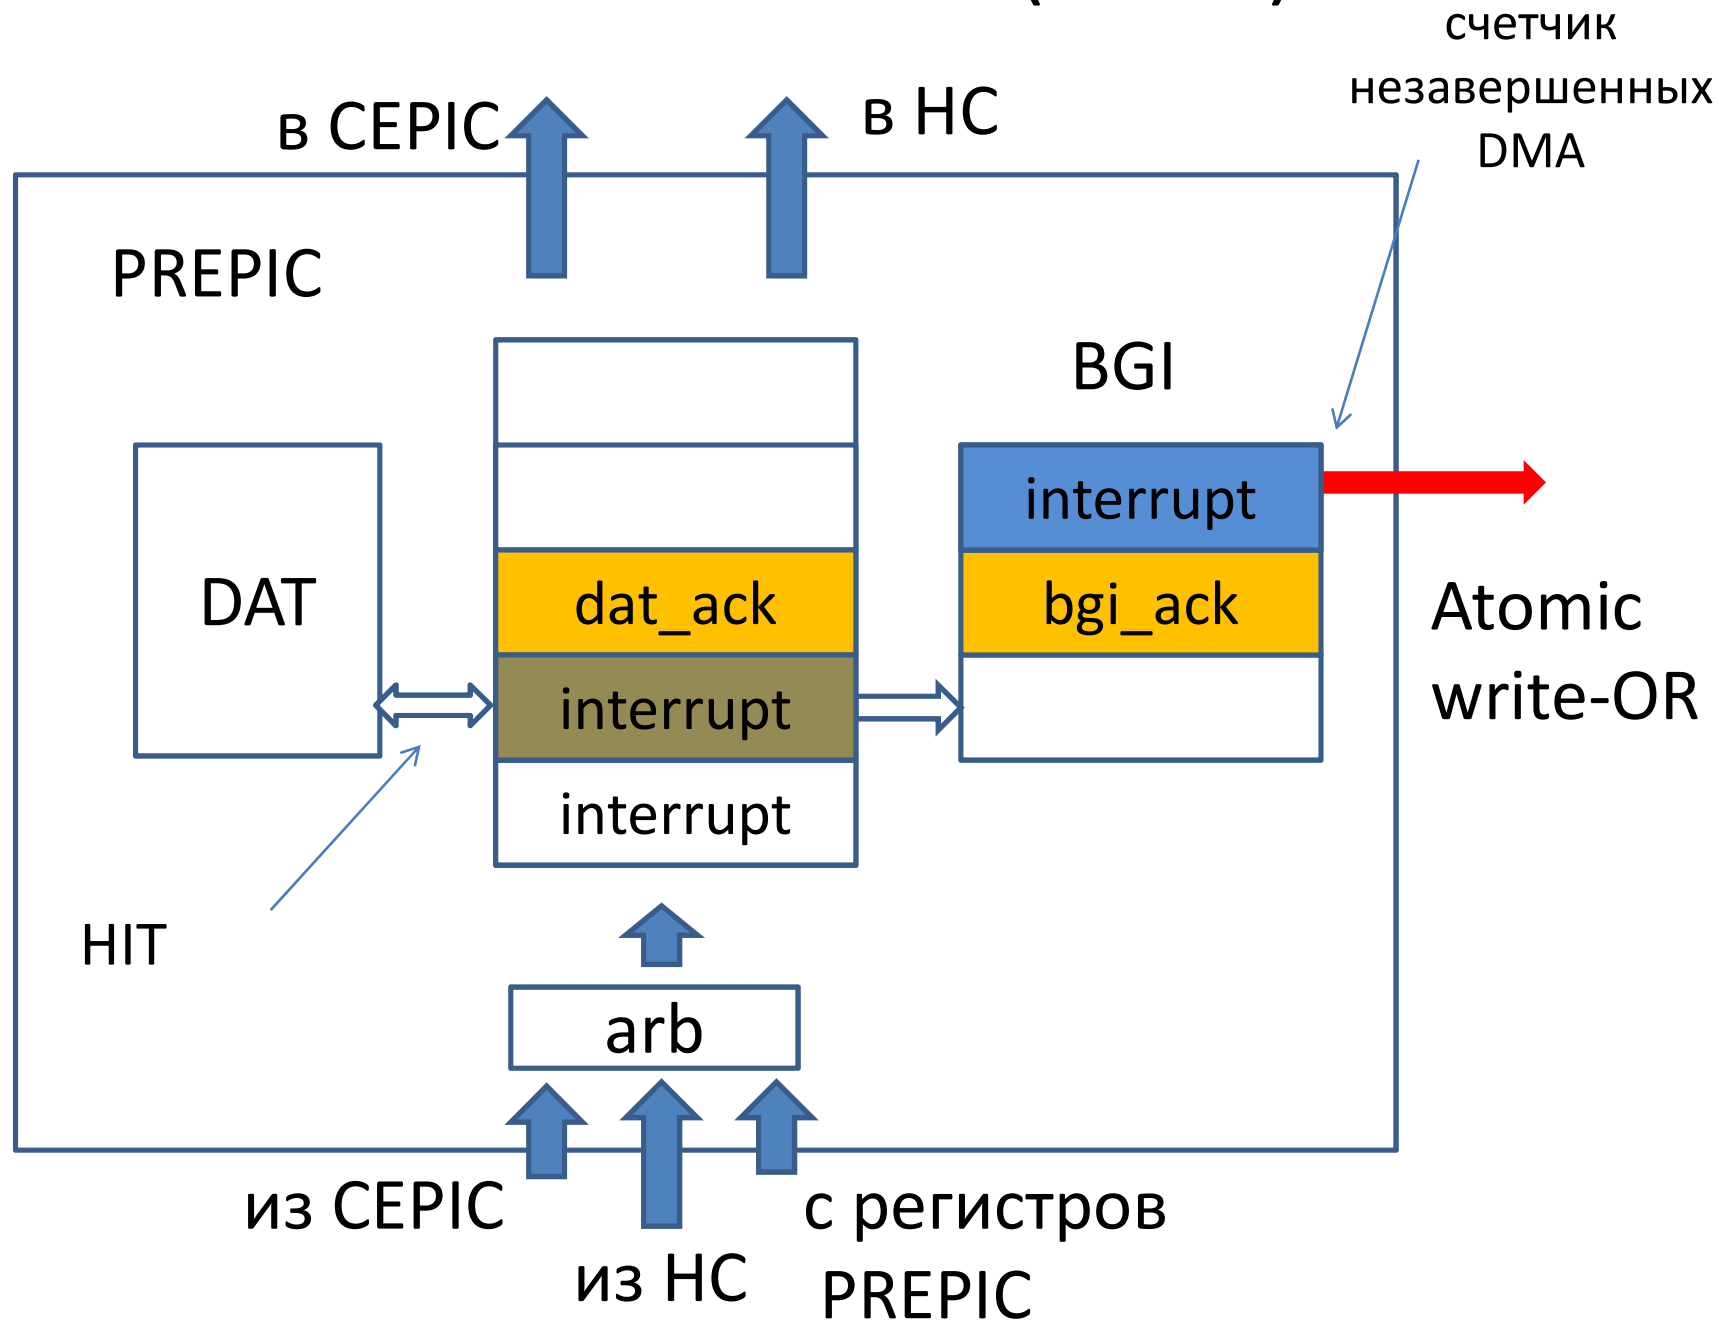 счетчик
незавершенных
DMA
в CEPIC
в НС
PREPIC
BGI
interrupt
DAT
dat_ack
bgi_ack
Atomic
write-OR
interrupt
interrupt
HIT
arb
из CEPIC
из НС
с регистров
PREPIC